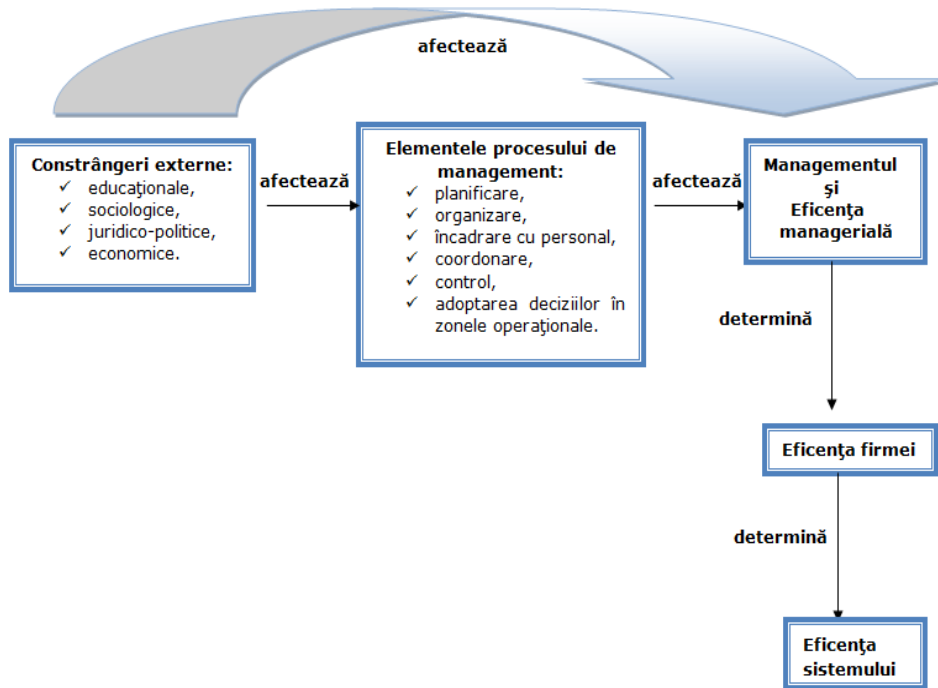 afectează
Constrângeri externe:
✓ educaţionale,
✓ sociologice,
✓ juridico-politice,
✓ economice.
afectează
Elementele procesului de
management:
✓ planificare,
✓ organizare,
✓ încadrare cu personal,
✓ coordonare,
✓ control,
✓ adoptarea deciziilor în
zonele operaţionale.
afectează
Managementul
şi
Eficenţa
managerială
determină
Eficenţa firmei
determină
Eficenţa
sistemului